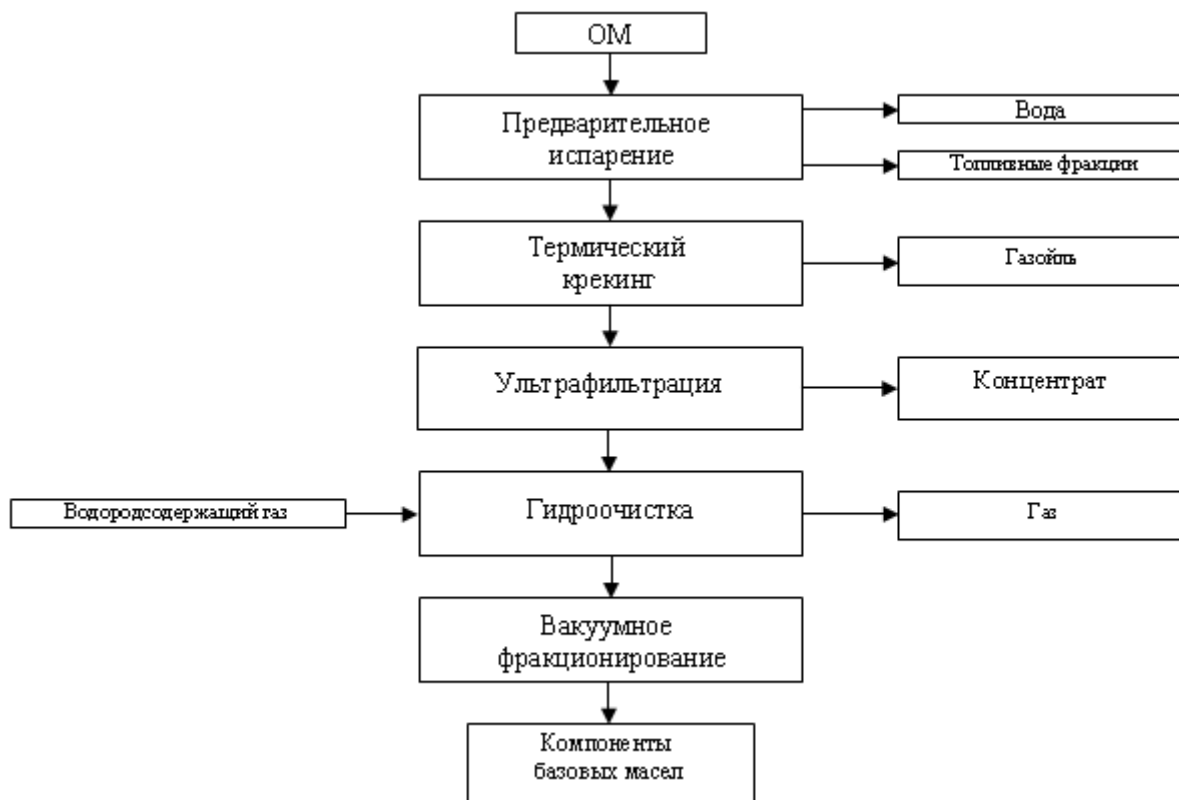 ОМ
Предварительное
испарение
Вода
Топливные фракции
Термический
крекинг
Газойль
Ультрафильтрация
Концентрат
Водородсодержащий газ
Гидроочистка
Газ
Вакуумное
фракционирование
Компоненты
базовых масел